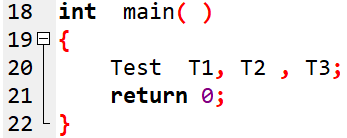 18 int main( )
19 {
20 Test T1, T2 , T3;
21 return 0;
22 }